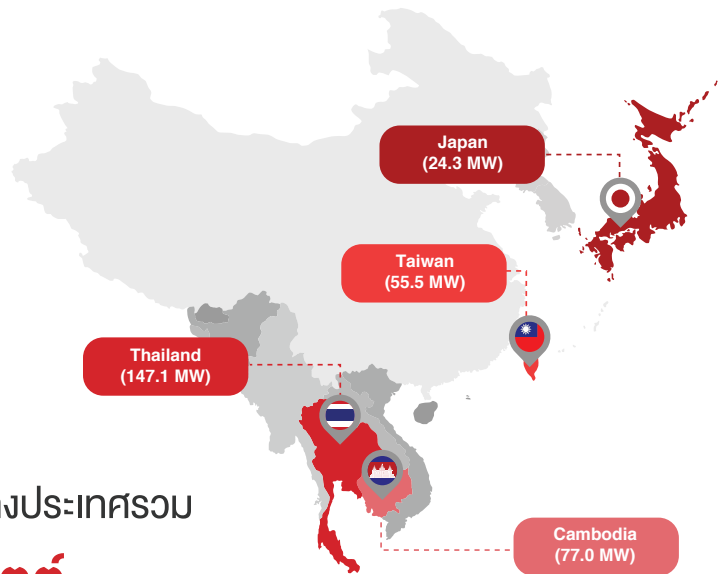 Japan
(24.3 MW)
Taiwan
(55.5 MW)
Thailand
(147.1 MW)
Cambodia
(77.0 MW)
งประเทศรวม